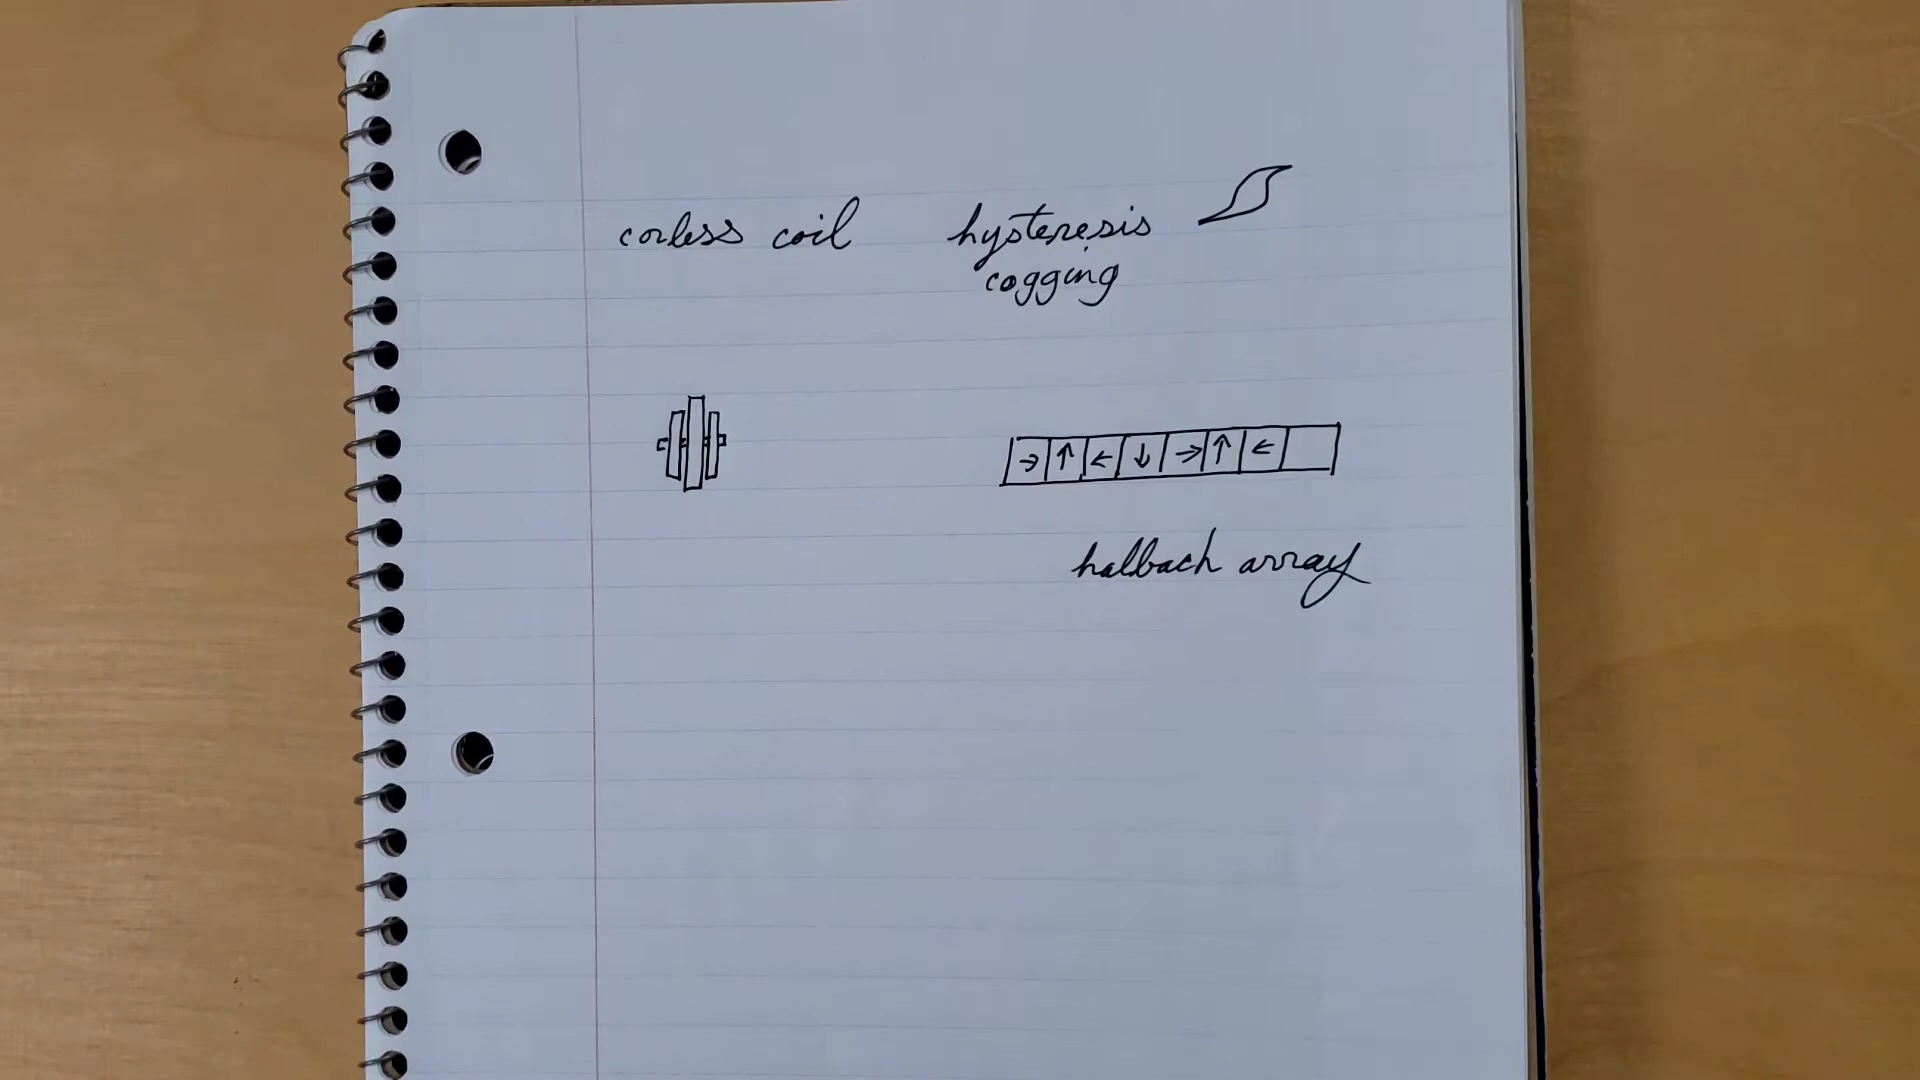 corless coil
hysteresis
cogging
→ ↑ ← ↓ → ↑ ←
halbach array